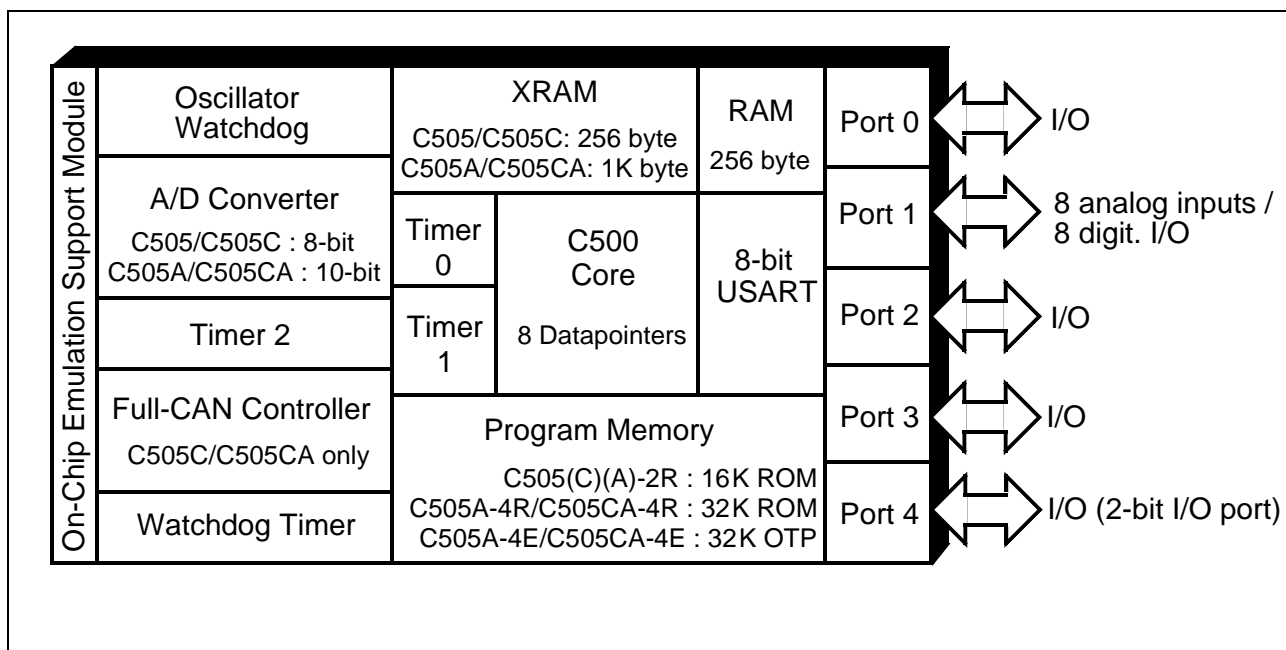 On-Chip Emulation Support Module
Oscillator
Watchdog
A/D Converter
C505/C505C : 8-bit
C505A/C505CA : 10-bit
Timer 2
Full-CAN Controller
C505C/C505CA only
Watchdog Timer
XRAM
C505/C505C: 256 byte
C505A/C505CA: 1K byte
RAM
256 byte
Timer
0
Timer
1
C500
Core
8 Datapointers
8-bit
USART
Program Memory
C505(C)(A)-2R : 16K ROM
C505A-4R/C505CA-4R : 32K ROM
C505A-4E/C505CA-4E : 32K OTP
Port 0
I/O
Port 1
8 analog inputs /
8 digit. I/O
Port 2
I/O
Port 3
I/O
Port 4
I/O (2-bit I/O port)